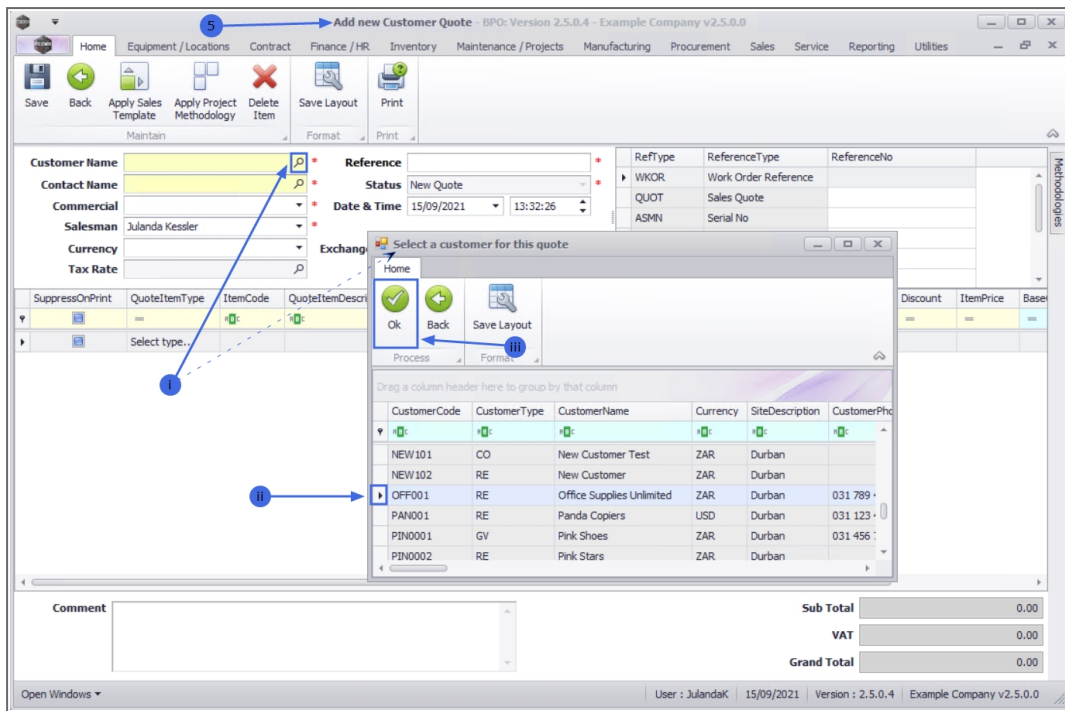 5
Add new Customer Quote - BPO: Version 2.5.0.4 - Example Company v2.5.0.0
Home Equipment / Locations Contract Finance / HR Inventory Maintenance / Projects Manufacturing Procurement Sales Service Reporting Utilities
Save Back Apply Sales Template Apply Project Methodology Delete Item Save Layout Print
Maintain Format Print
Customer Name * Reference *
Contact Name * Status New Quote *
Commercial * Date & Time 15/09/2021 13:32:26
Salesman Julanda Kessler *
Currency
Tax Rate
RefType ReferenceType ReferenceNo
WKOR Work Order Reference
QUOT Sales Quote
ASMN Serial No
Methodologies
SuppressOnPrint QuoteItemType ItemCode Discount ItemPrice
Select type...
i
Select a customer for this quote
Home
Ok Back Save Layout
iii
Process Format
Drag a column header here to group by that column
CustomerCode CustomerType CustomerName Currency SiteDescription
NEW101 CO New Customer Test ZAR Durban
NEW102 RE New Customer ZAR Durban
ii
OFF001 RE Office Supplies Unlimited ZAR Durban 031 789
PAN001 RE Panda Copiers USD Durban 031 123
PIN0001 GV Pink Shoes ZAR Durban 031 456
PIN0002 RE Pink Stars ZAR Durban
Comment
Sub Total 0.00
VAT 0.00
Grand Total 0.00
Open Windows User : JulandaK 15/09/2021 Version : 2.5.0.4 Example Company v2.5.0.0